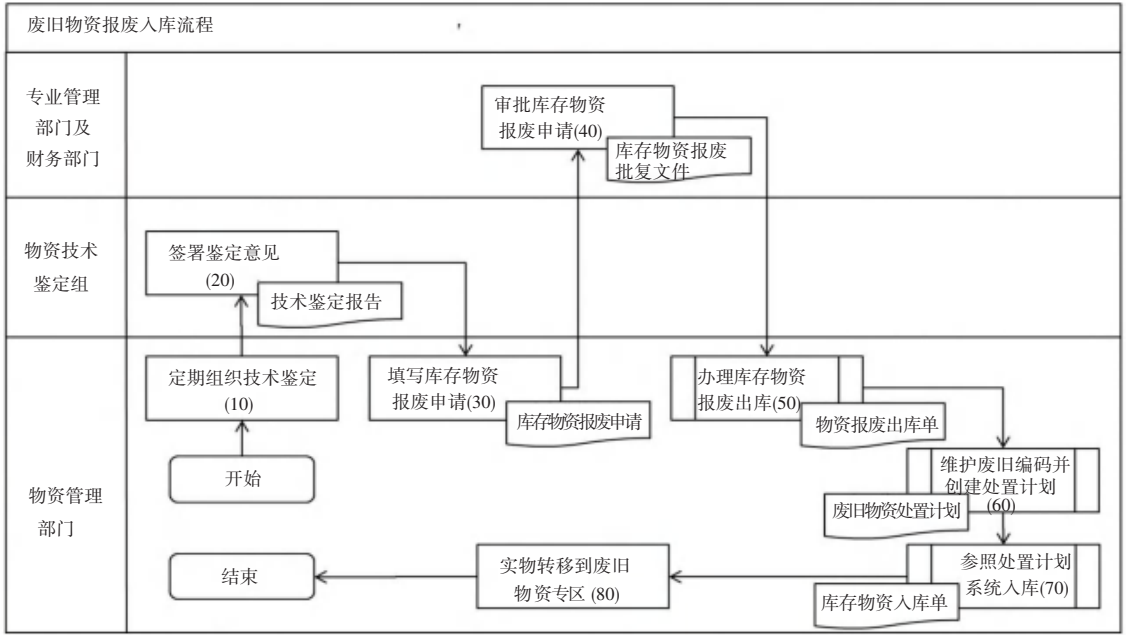 废旧物资报废入库流程
专业管理
部门及
财务部门
审批库存物资
报废申请(40)
库存物资报废
批复文件
物资技术
鉴定组
签署鉴定意见
(20)
技术鉴定报告
物资管理
部门
定期组织技术鉴定
(10)
填写库存物资
报废申请(30)
库存物资报废申请
办理库存物资
报废出库(50)
物资报废出库单
开始
维护废旧编码并
创建处置计划
(60)
废旧物资处置计划
结束
实物转移到废旧
物资专区(80)
参照处置计划
系统入库(70)
库存物资入库单